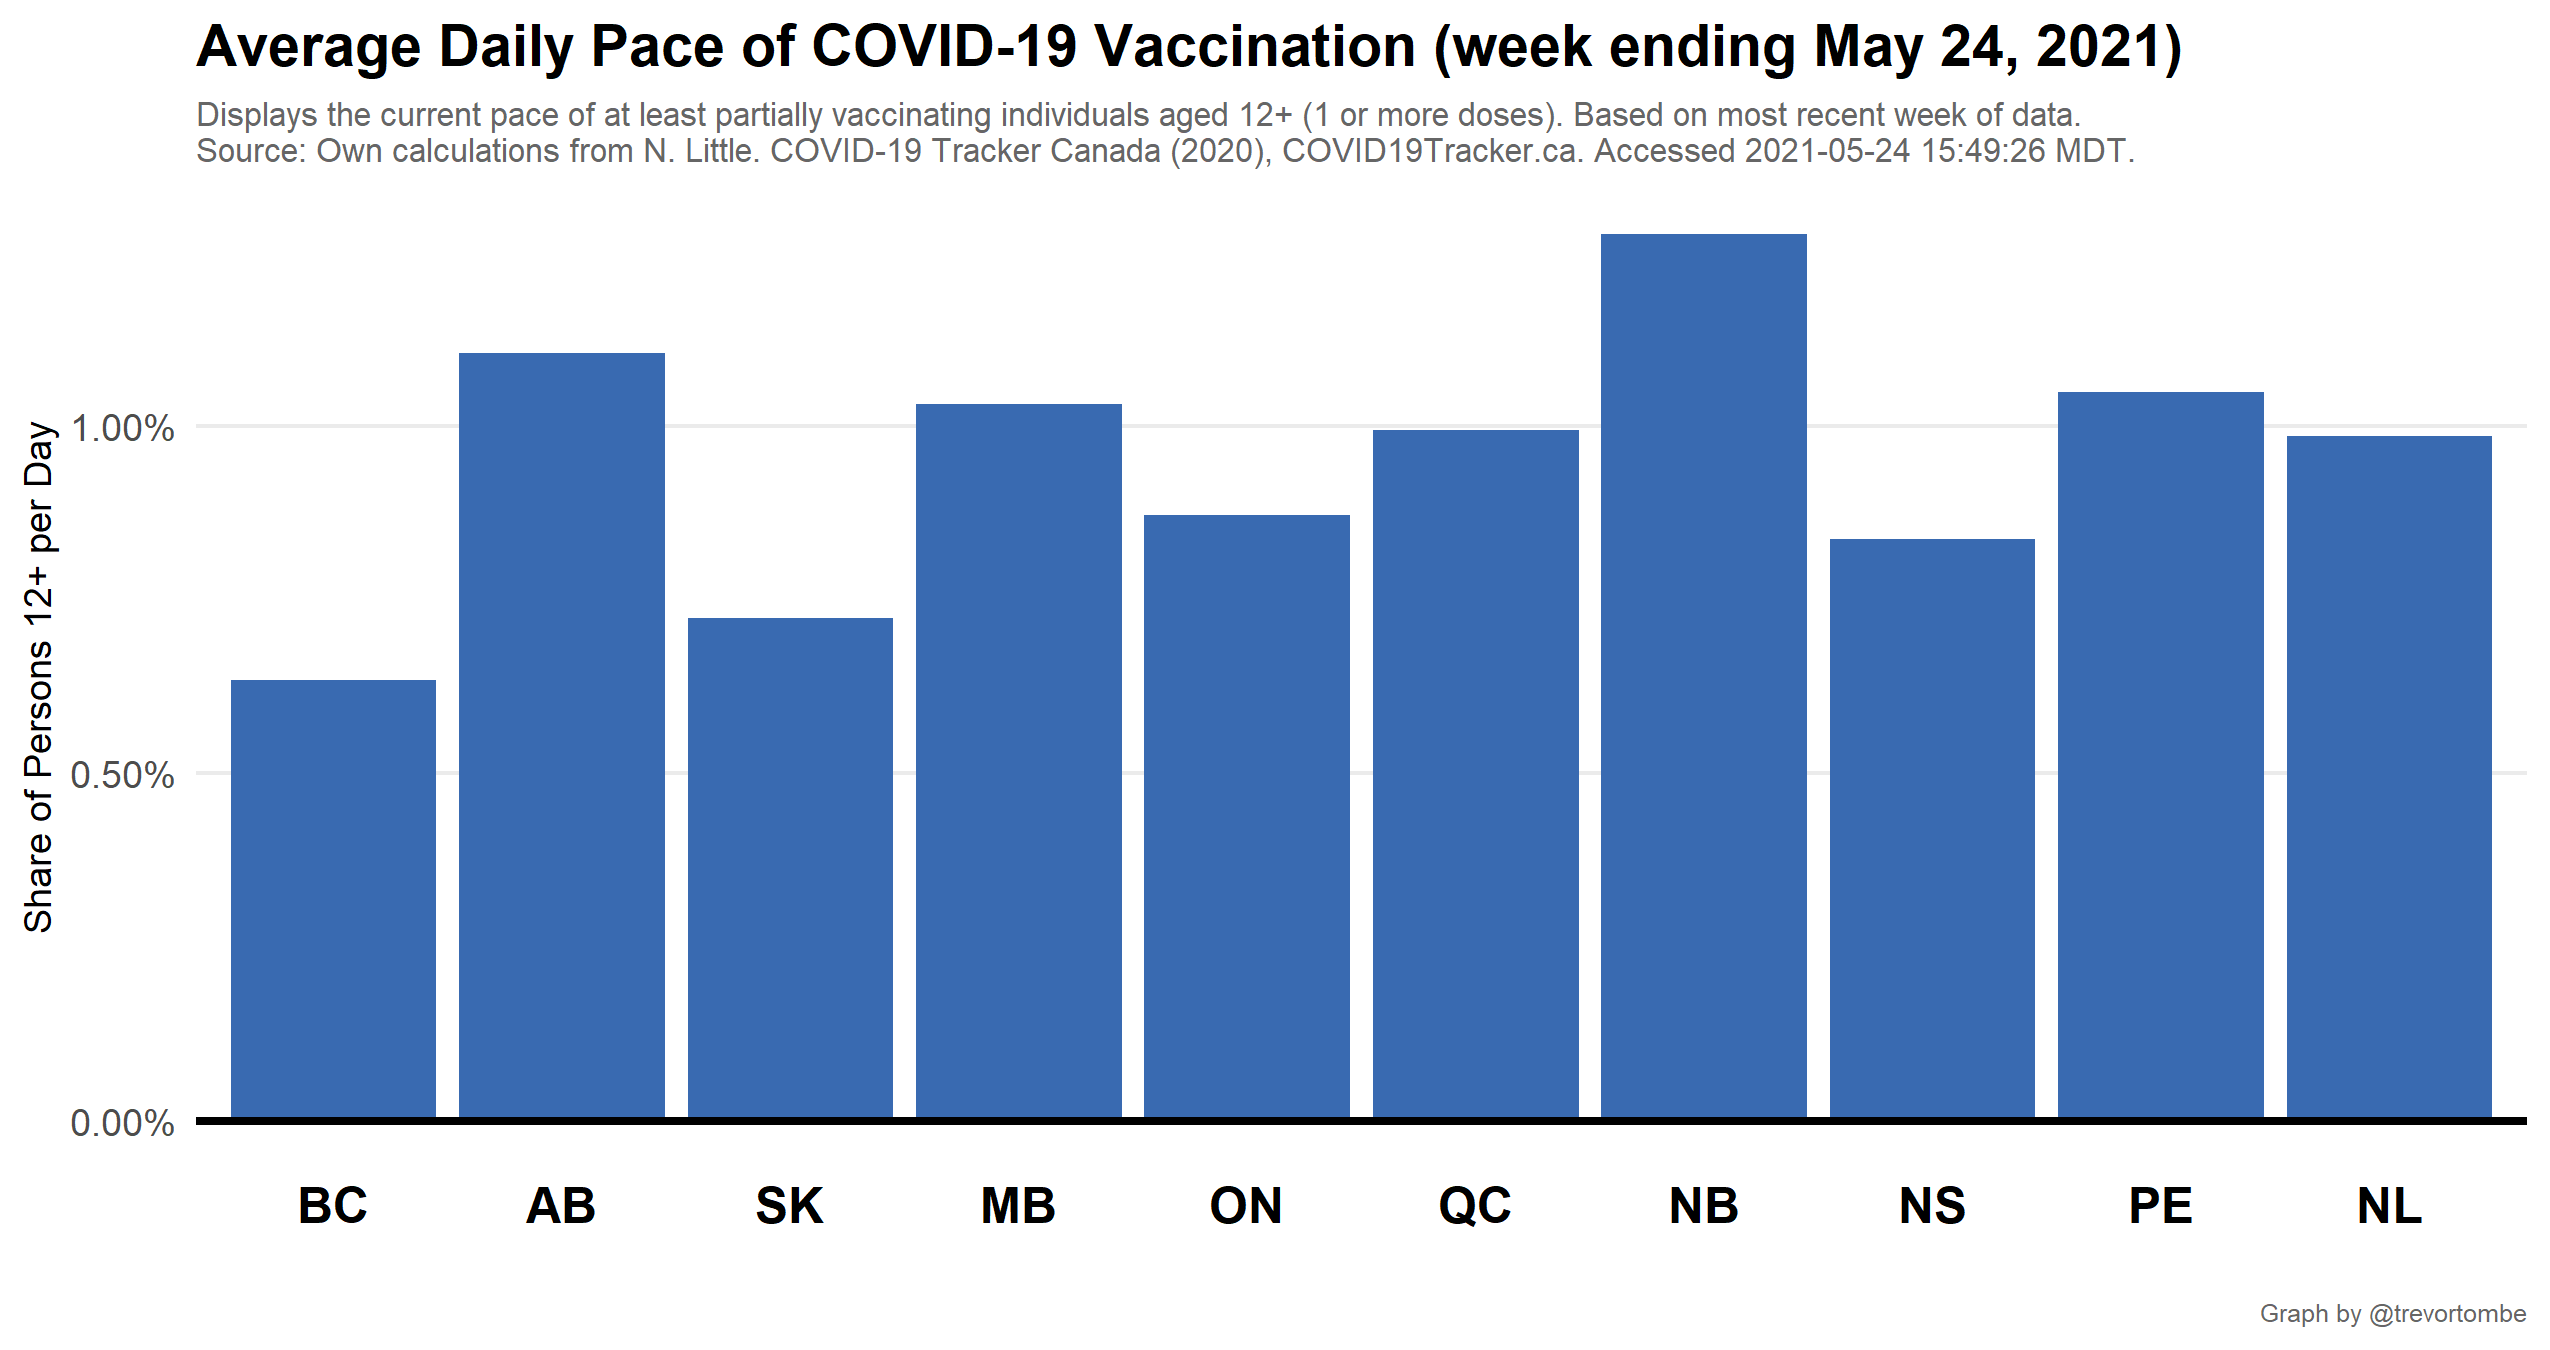 Average Daily Pace of COVID-19 Vaccination (week ending May 24, 2021)
Displays the current pace of at least partially vaccinating individuals aged 12+ (1 or more doses). Based on most recent week of data.
Source: Own calculations from N. Little. COVID-19 Tracker Canada (2020), COVID19Tracker.ca. Accessed 2021-05-24 15:49:26 MDT.
Share of Persons 12+ per Day
1.00%
0.50%
0.00%
BC AB SK MB ON QC NB NS PE NL
Graph by @trevortombe